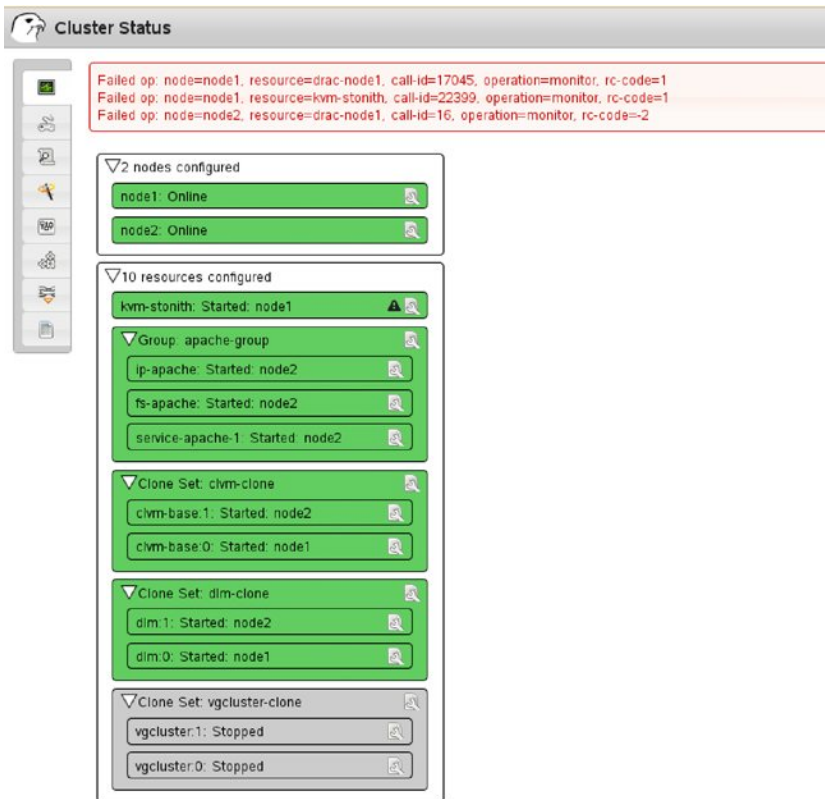 Cluster Status
Failed op: node=node1, resource=drac-node1, call-id=17045, operation=monitor, rc-code=1
Failed op: node=node1, resource=kvm-stonith, call-id=22399, operation=monitor, rc-code=1
Failed op: node=node2, resource=drac-node1, call-id=16, operation=monitor, rc-code=-2
2 nodes configured
node1: Online
node2: Online
10 resources configured
kvm-stonith: Started: node1
Group: apache-group
ip-apache: Started: node2
fs-apache: Started: node2
service-apache-1: Started: node2
Clone Set: clvm-clone
clvm-base:1: Started: node2
clvm-base:0: Started: node1
Clone Set: dlm-clone
dlm:1: Started: node2
dlm:0: Started: node1
Clone Set: vgcluster-clone
vgcluster:1: Stopped
vgcluster:0: Stopped